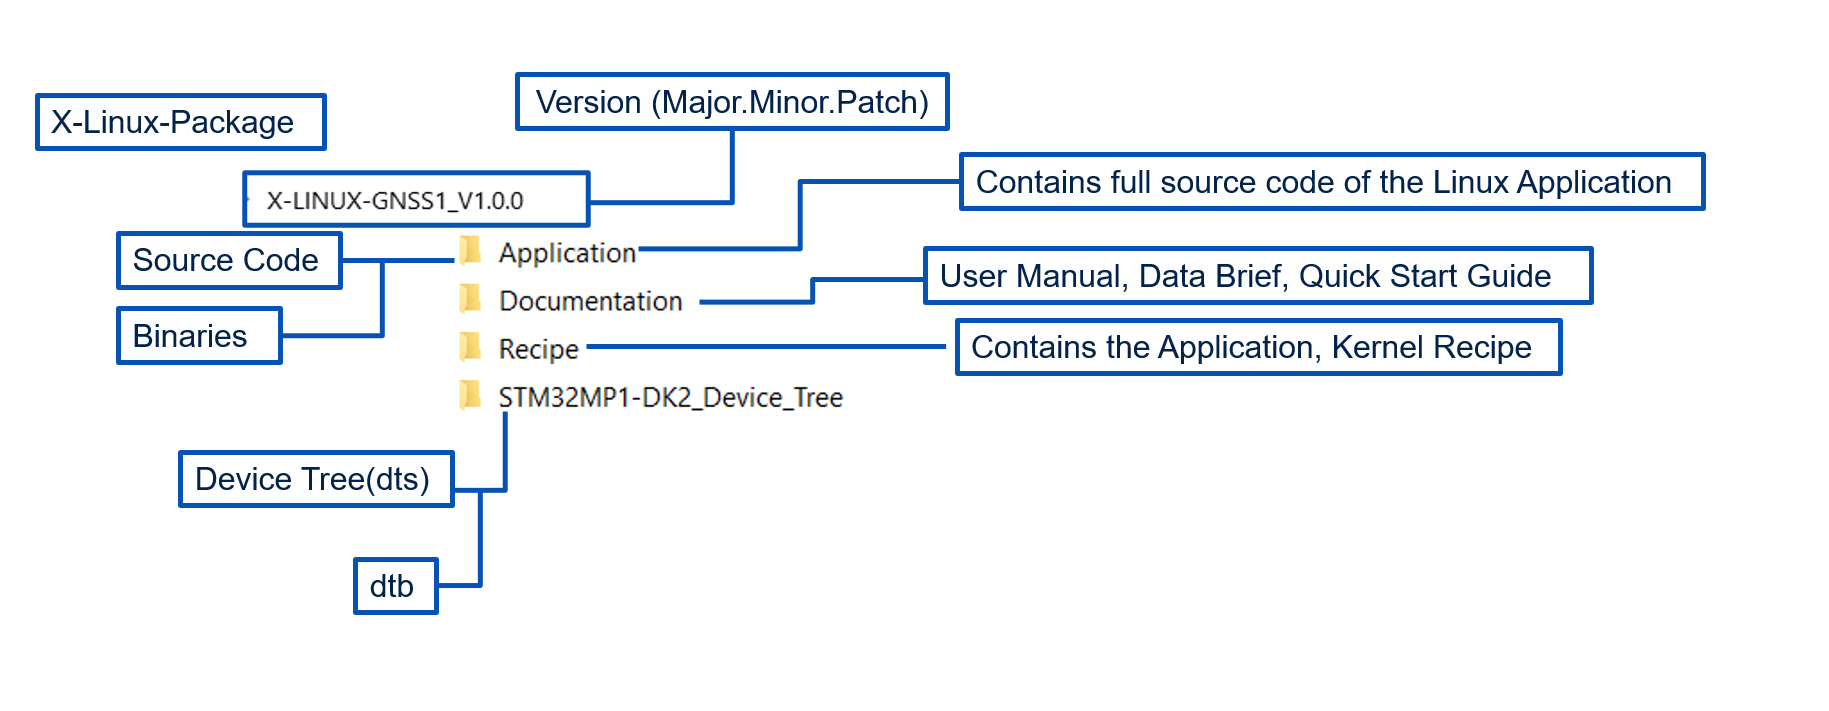 Version (Major.Minor.Patch)
X-Linux-Package
Contains full source code of the Linux Application
X-LINUX-GNSS1_V1.0.0
Source Code
Application
User Manual, Data Brief, Quick Start Guide
Documentation
Binaries
Recipe
Contains the Application, Kernel Recipe
STM32MP1-DK2_Device_Tree
Device Tree(dts)
dtb